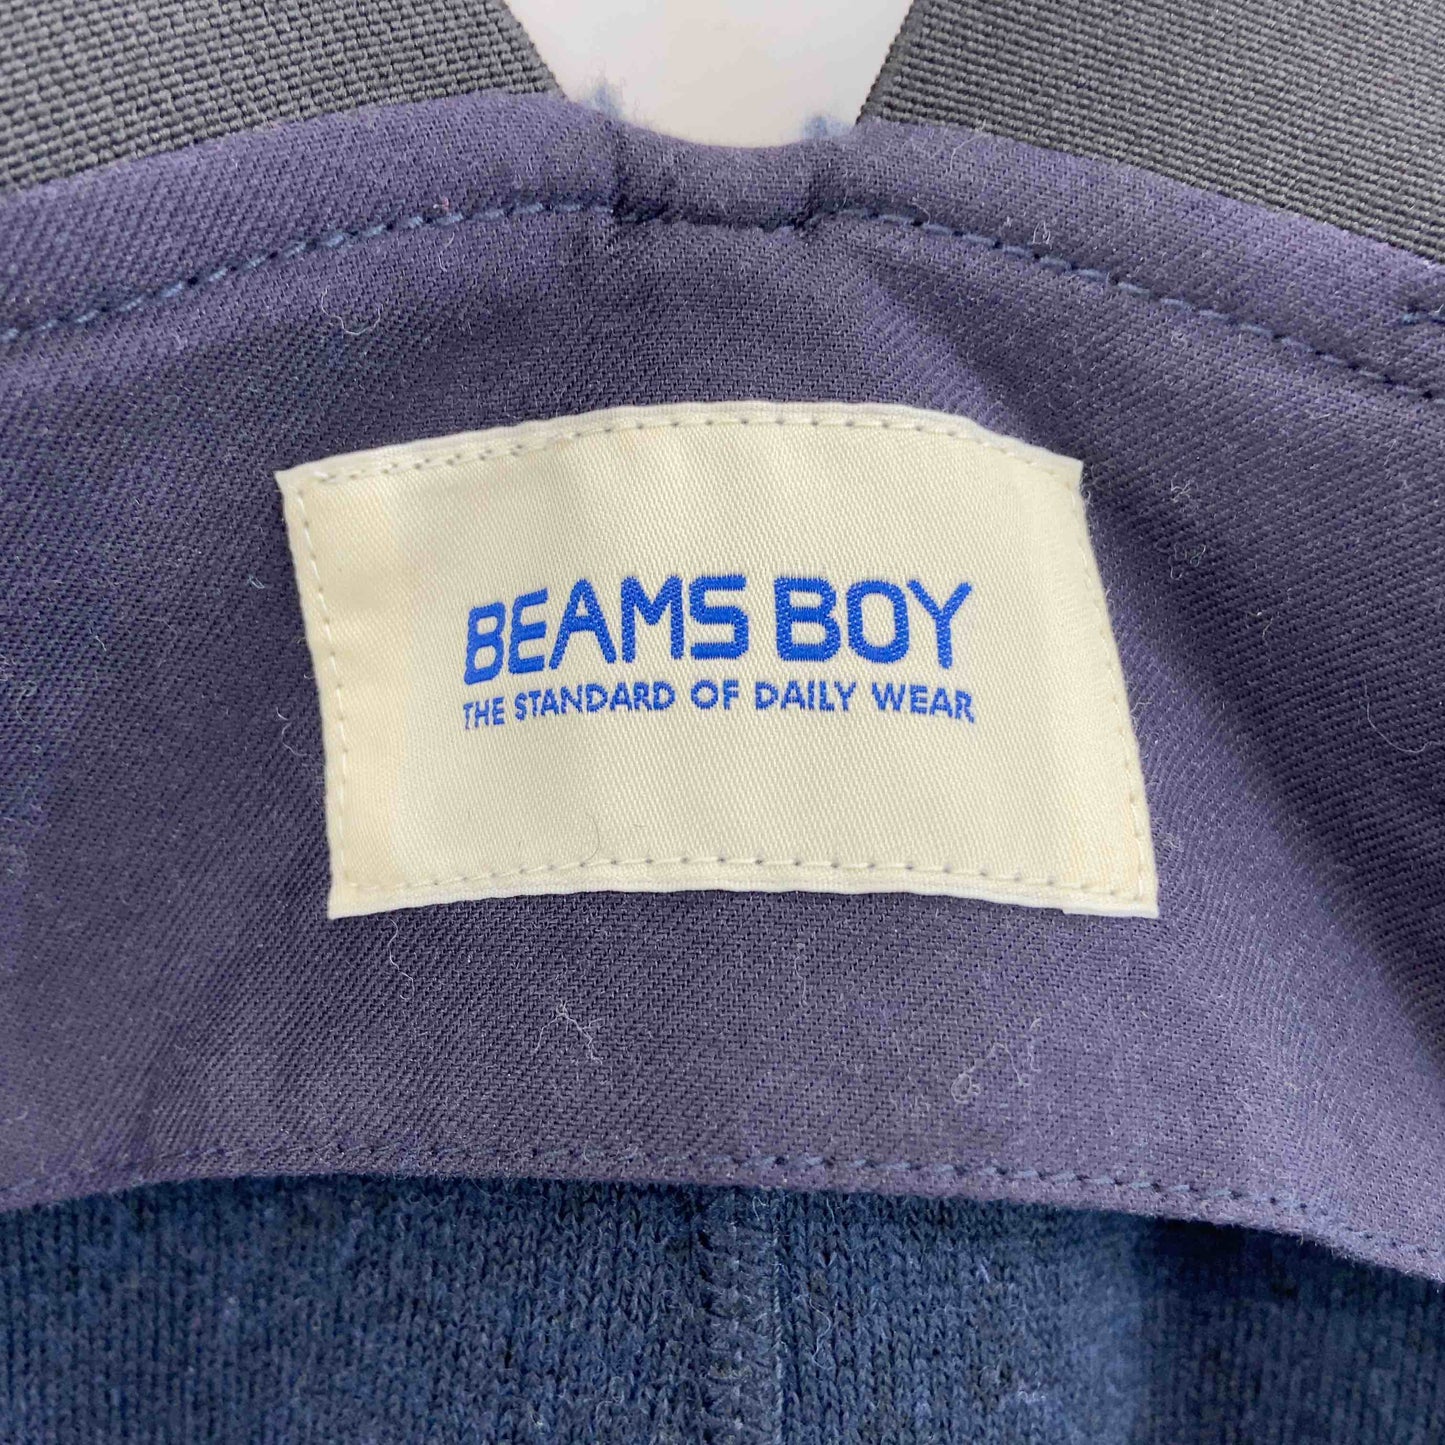 BEAMS BOY
THE STANDARD OF DAILY WEAR